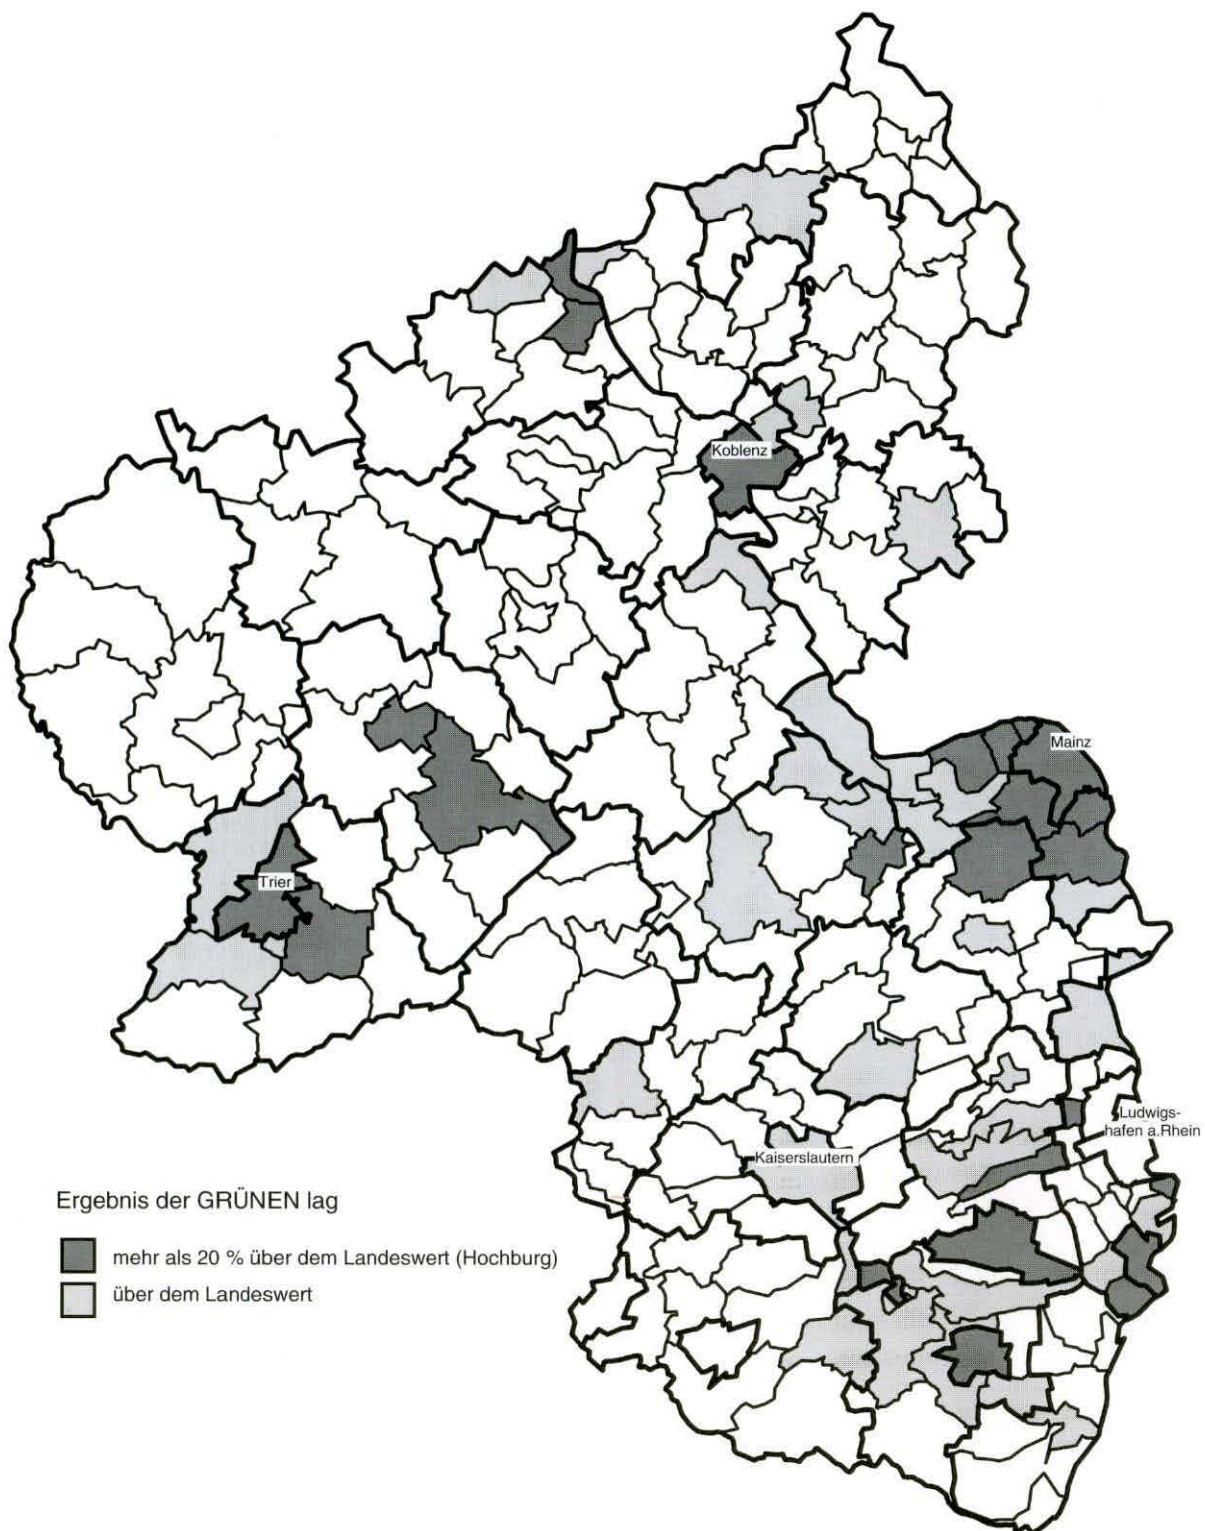 Koblenz
Mainz
Trier
Ludwigs-
hafen a.Rhein
Kaiserslautern
Ergebnis der GRÜNEN lag
mehr als 20 % über dem Landeswert (Hochburg)
über dem Landeswert